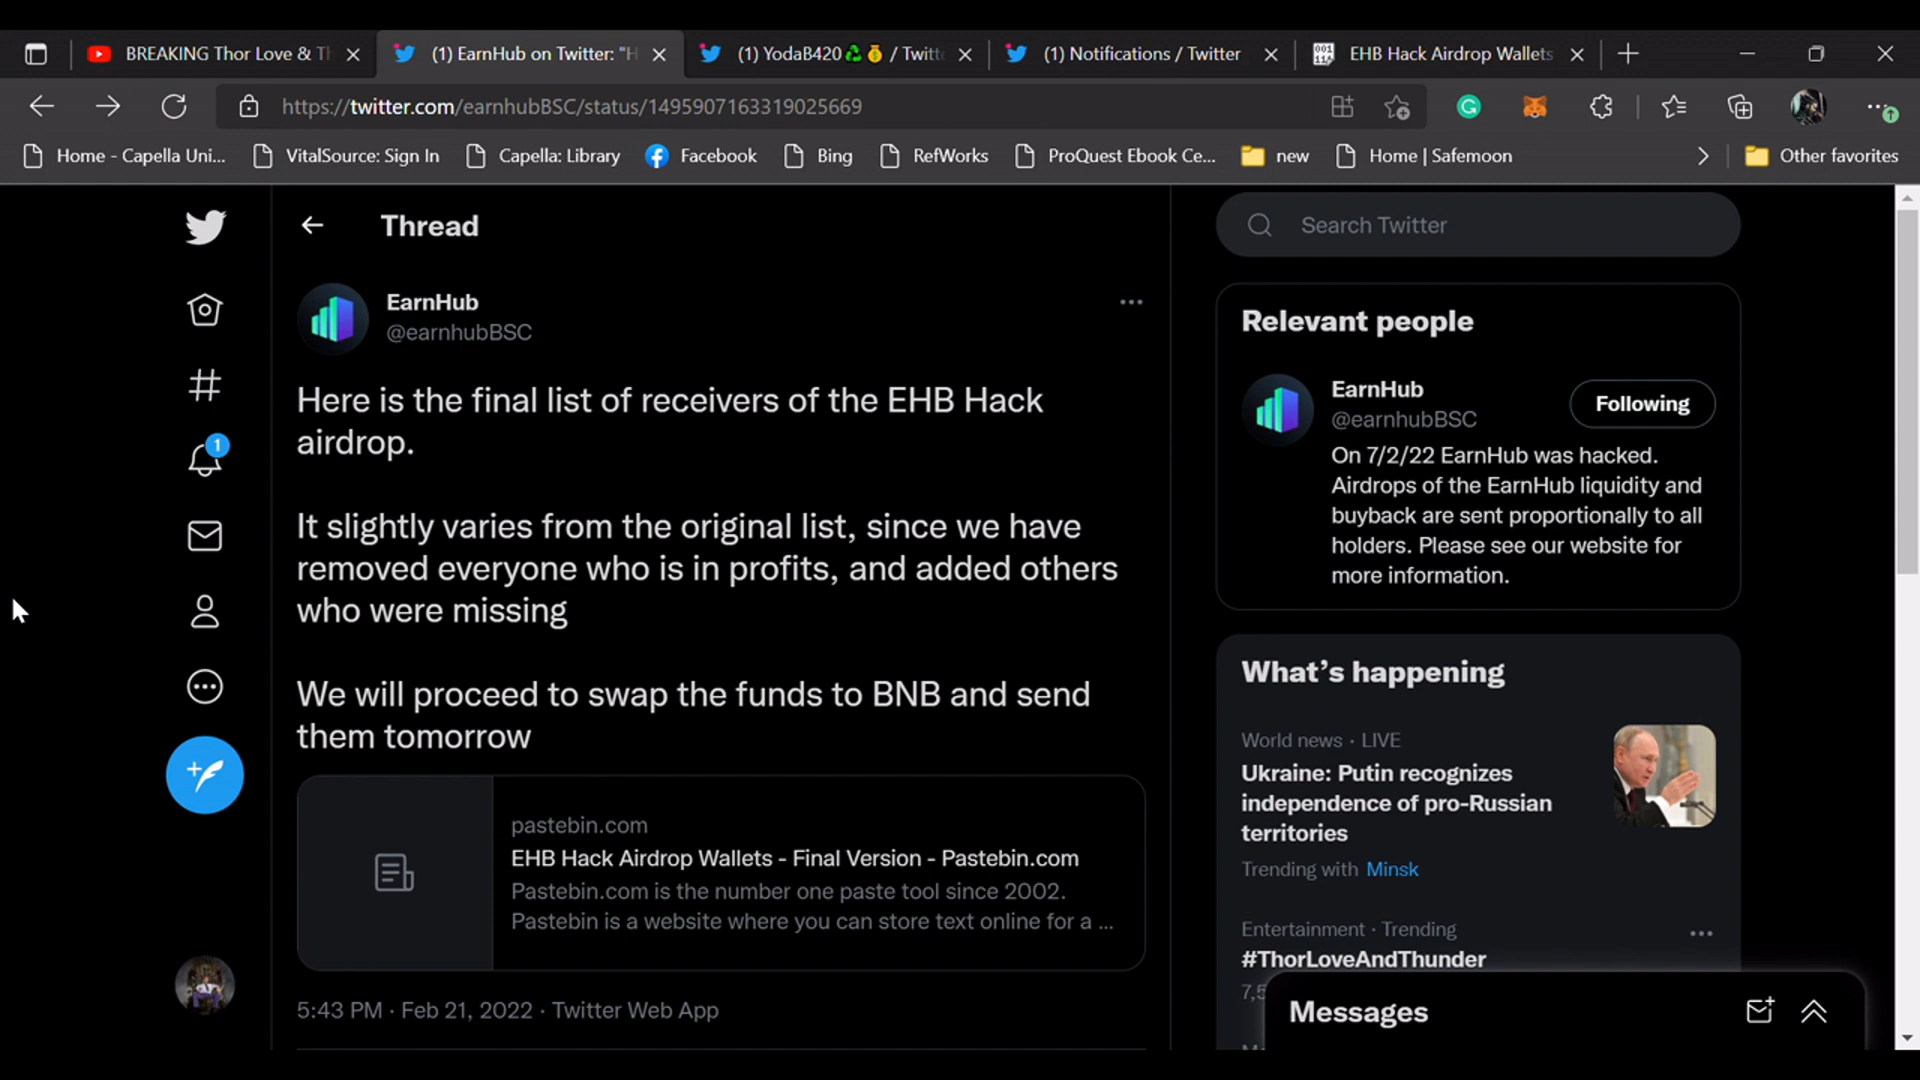 BREAKING Thor Love & Th
(1) EarnHub on Twitter: "H
(1) YodaB420♻💰 / Twitte
(1) Notifications / Twitter
EHB Hack Airdrop Wallets
https://twitter.com/earnhubBSC/status/1495907163319025669
Home - Capella Uni...
VitalSource: Sign In
Capella: Library
Facebook
Bing
RefWorks
ProQuest Ebook Ce...
new
Home | Safemoon
Other favorites
Thread
Search Twitter
EarnHub
@earnhubBSC
Here is the final list of receivers of the EHB Hack
airdrop.
It slightly varies from the original list, since we have
removed everyone who is in profits, and added others
who were missing
We will proceed to swap the funds to BNB and send
them tomorrow
pastebin.com
EHB Hack Airdrop Wallets - Final Version - Pastebin.com
Pastebin.com is the number one paste tool since 2002.
Pastebin is a website where you can store text online for a ...
5:43 PM · Feb 21, 2022 · Twitter Web App
1
Relevant people
EarnHub
@earnhubBSC
Following
On 7/2/22 EarnHub was hacked.
Airdrops of the EarnHub liquidity and
buyback are sent proportionally to all
holders. Please see our website for
more information.
What's happening
World news · LIVE
Ukraine: Putin recognizes
independence of pro-Russian
territories
Trending with Minsk
Entertainment · Trending
#ThorLoveAndThunder
7,5
Messages